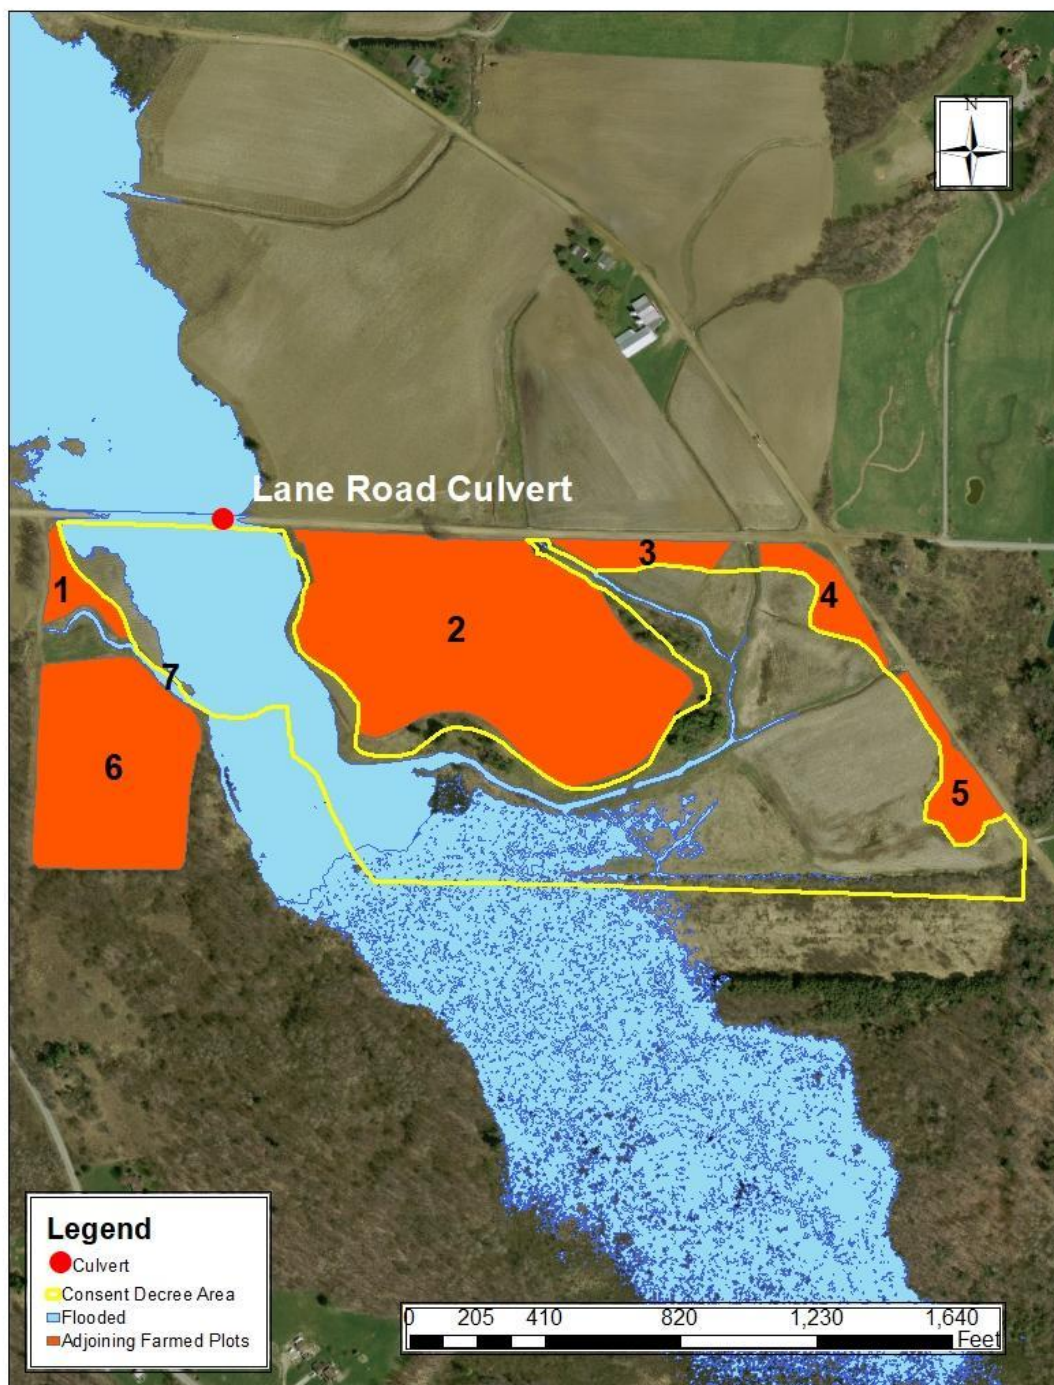 N
Lane Road Culvert
1
2
3
4
5
6
7
Legend
Culvert
Consent Decree Area
Flooded
Adjoining Farmed Plots
0 205 410 820 1,230 1,640
Feet